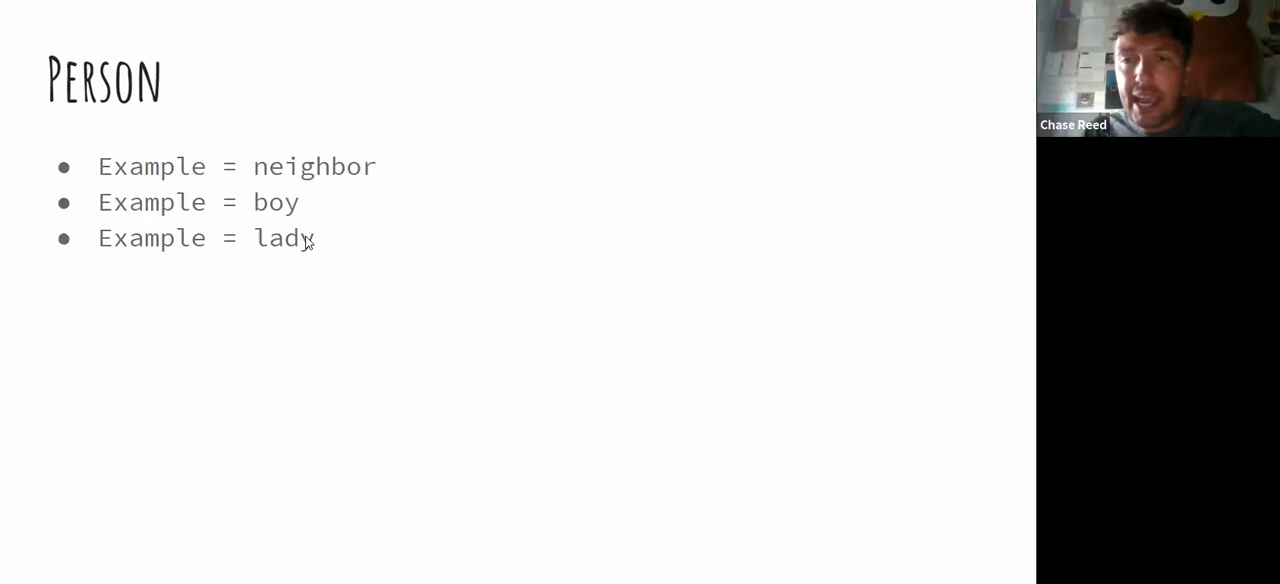 Person
● Example = neighbor
● Example = boy
● Example = lady
Chase Reed